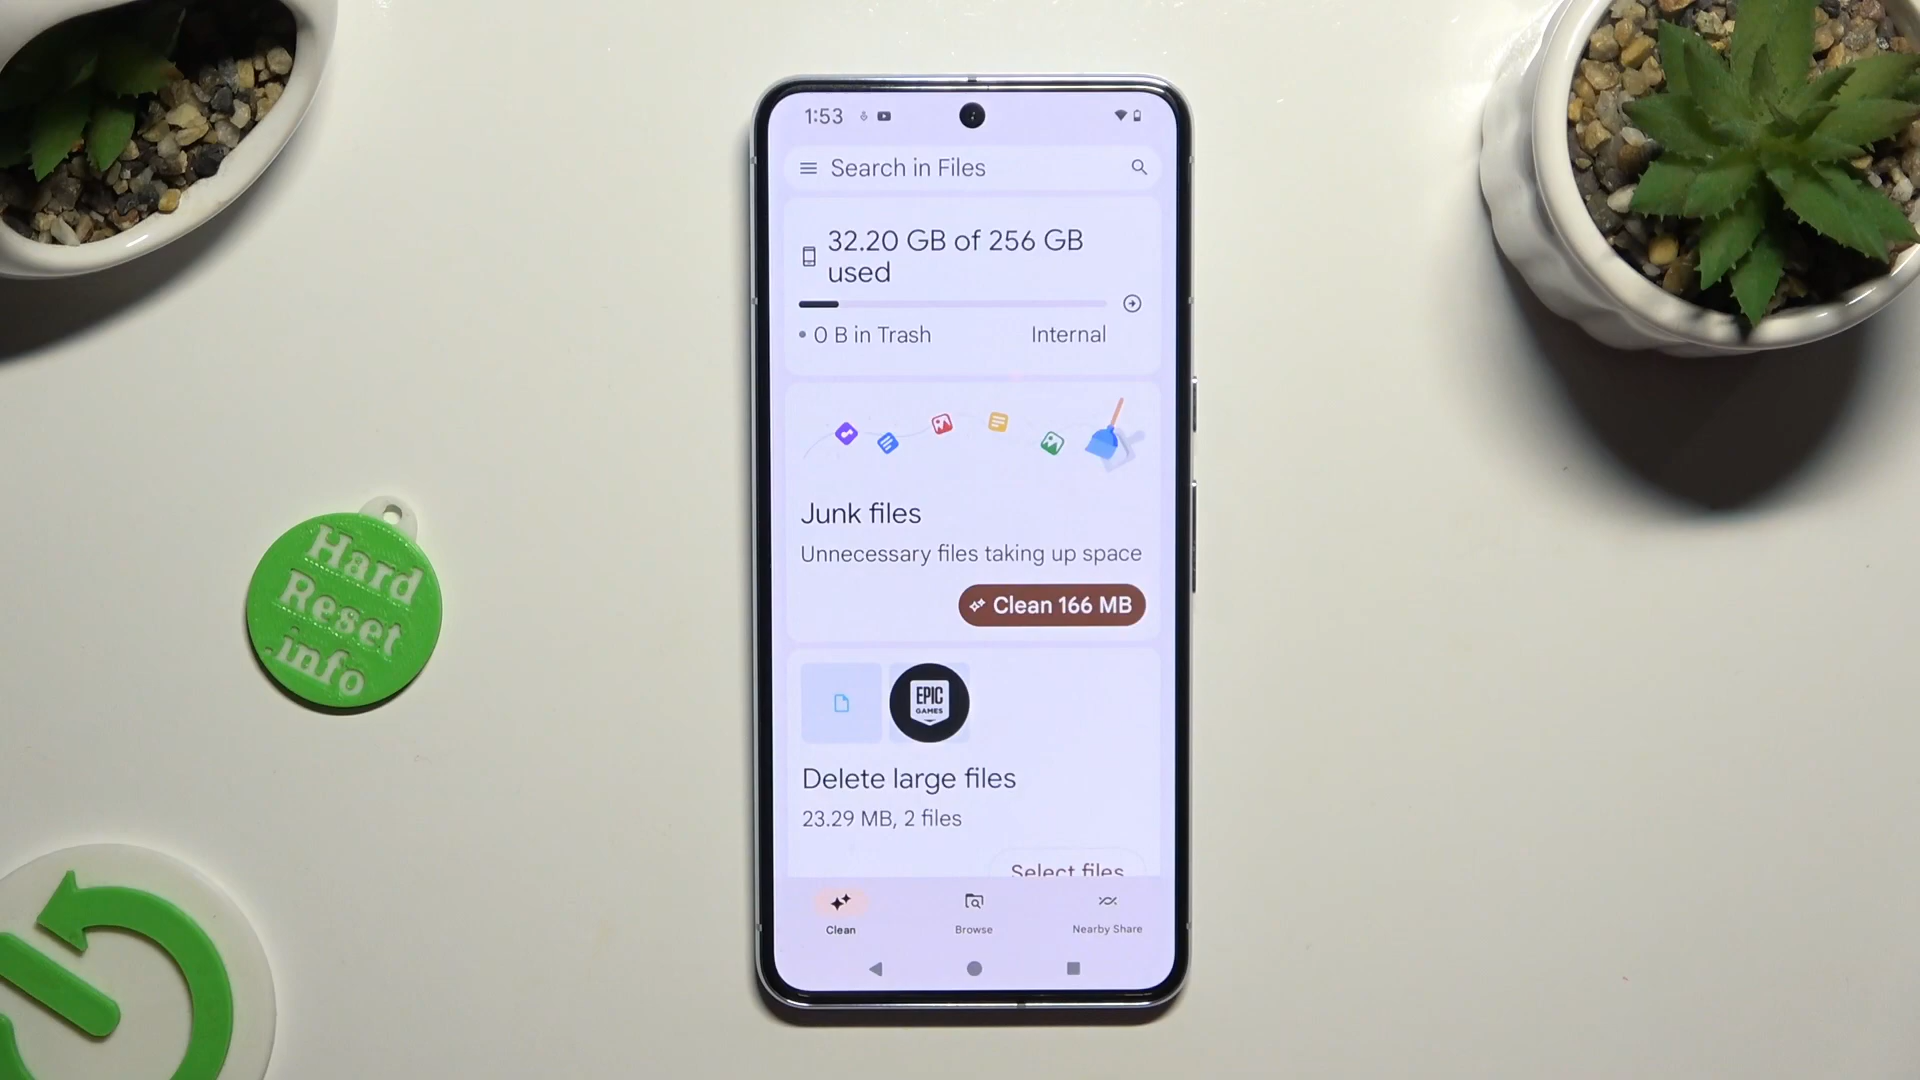 1:53
Search in Files
32.20 GB of 256 GB
used
0 B in Trash
Internal
Junk files
Unnecessary files taking up space
Clean 166 MB
EPIC
GAMES
Delete large files
23.29 MB, 2 files
Select files
Clean
Browse
Nearby Share
Hard
Reset
.info